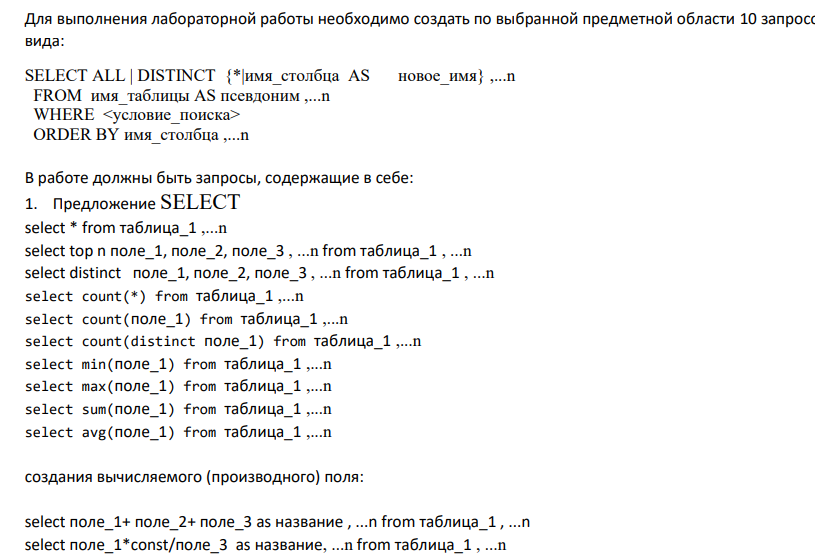 Для выполнения лабораторной работы необходимо создать по выбранной предметной области 10
вида:
SELECT ALL | DISTINCT {*|имя_столбца AS новое_имя} ,...n
FROM имя_таблицы AS псевдоним ,...n
WHERE <условие_поиска>
ORDER BY имя_столбца ,...n
В работе должны быть запросы, содержащие в себе:
1. Предложение SELECT
select * from таблица_1 ,...n
select top n поле_1, поле_2, поле_3 , ...n from таблица_1 , ...n
select distinct поле_1, поле_2, поле_3 , ...n from таблица_1 , ...n
select count(*) from таблица_1 ,...n
select count(поле_1) from таблица_1 ,...n
select count(distinct поле_1) from таблица_1 ,...n
select min(поле_1) from таблица_1 ,...n
select max(поле_1) from таблица_1 ,...n
select sum(поле_1) from таблица_1 ,...n
select avg(поле_1) from таблица_1 ,...n
создания вычисляемого (производного) поля:
select поле_1+ поле_2+ поле_3 as название , ...n from таблица_1 , ...n
select поле_1*const/поле_3 as название, ...n from таблица_1 , ...n